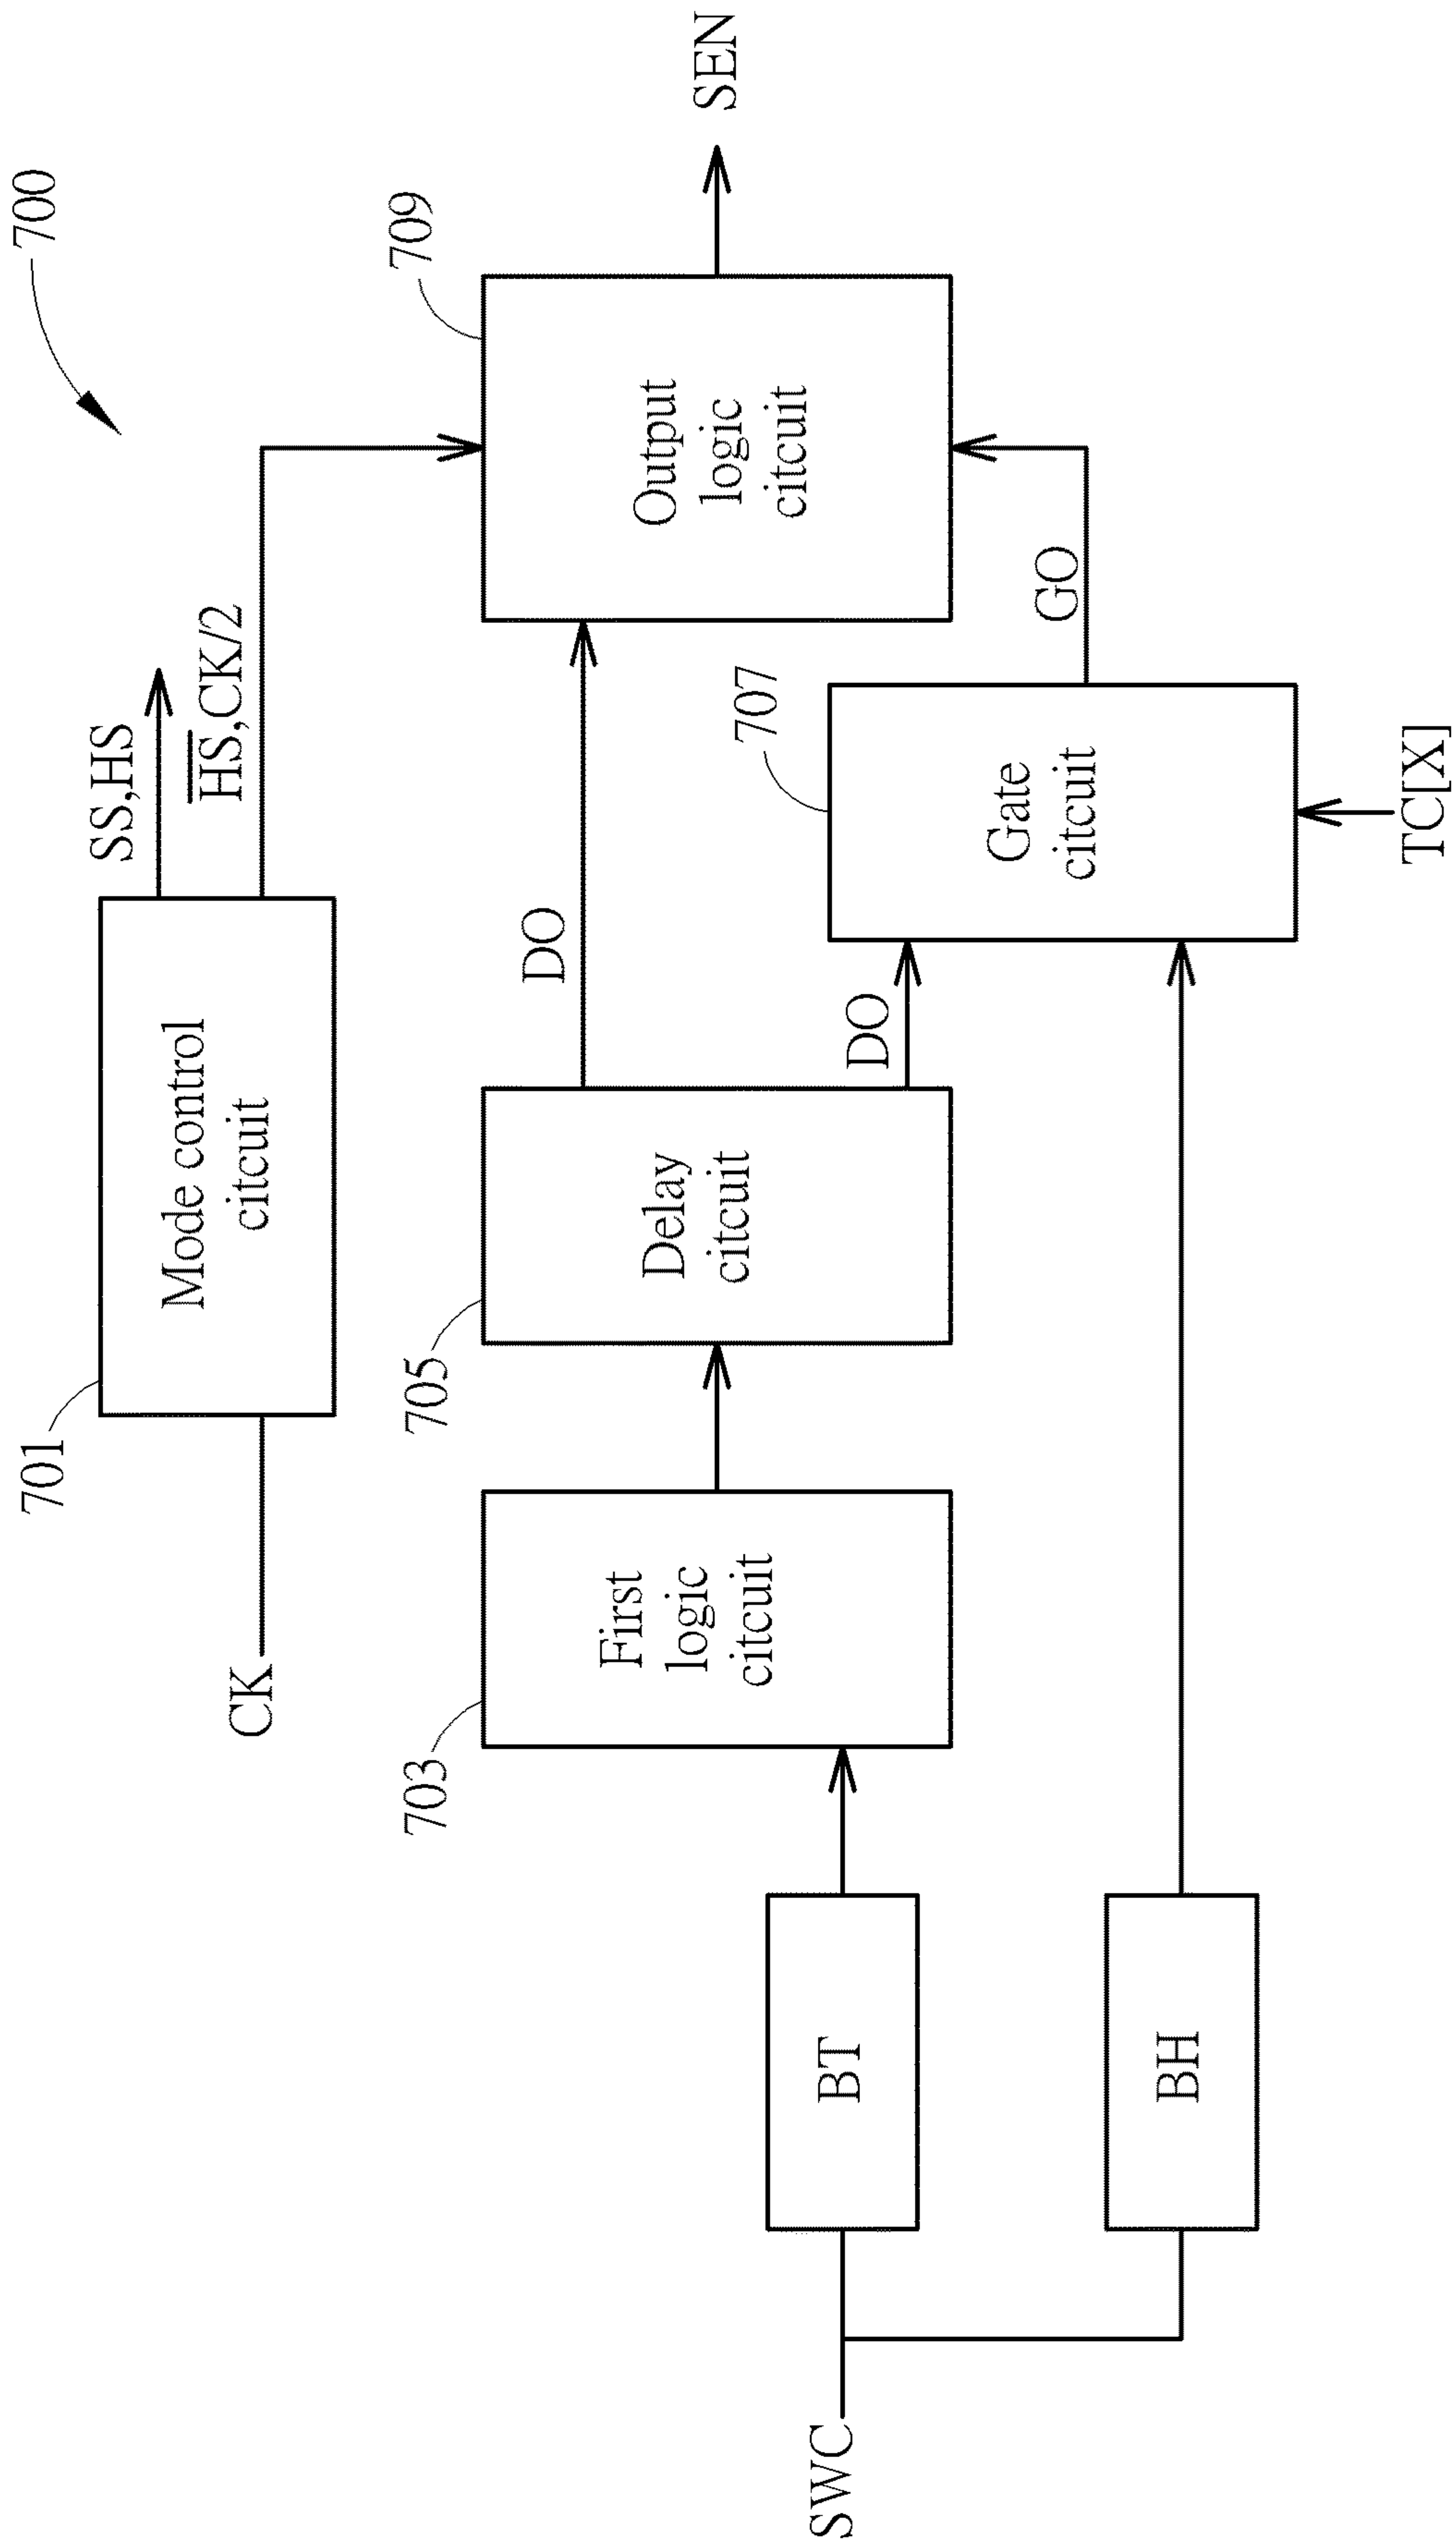 700
701
Mode control
citcuit
CK
SS,HS
H̅S̅,CK/2
703
First
logic
citcuit
705
Delay
citcuit
DO
DO
709
Output
logic
citcuit
SEN
707
Gate
citcuit
GO
TC[X]
SWC
BT
BH